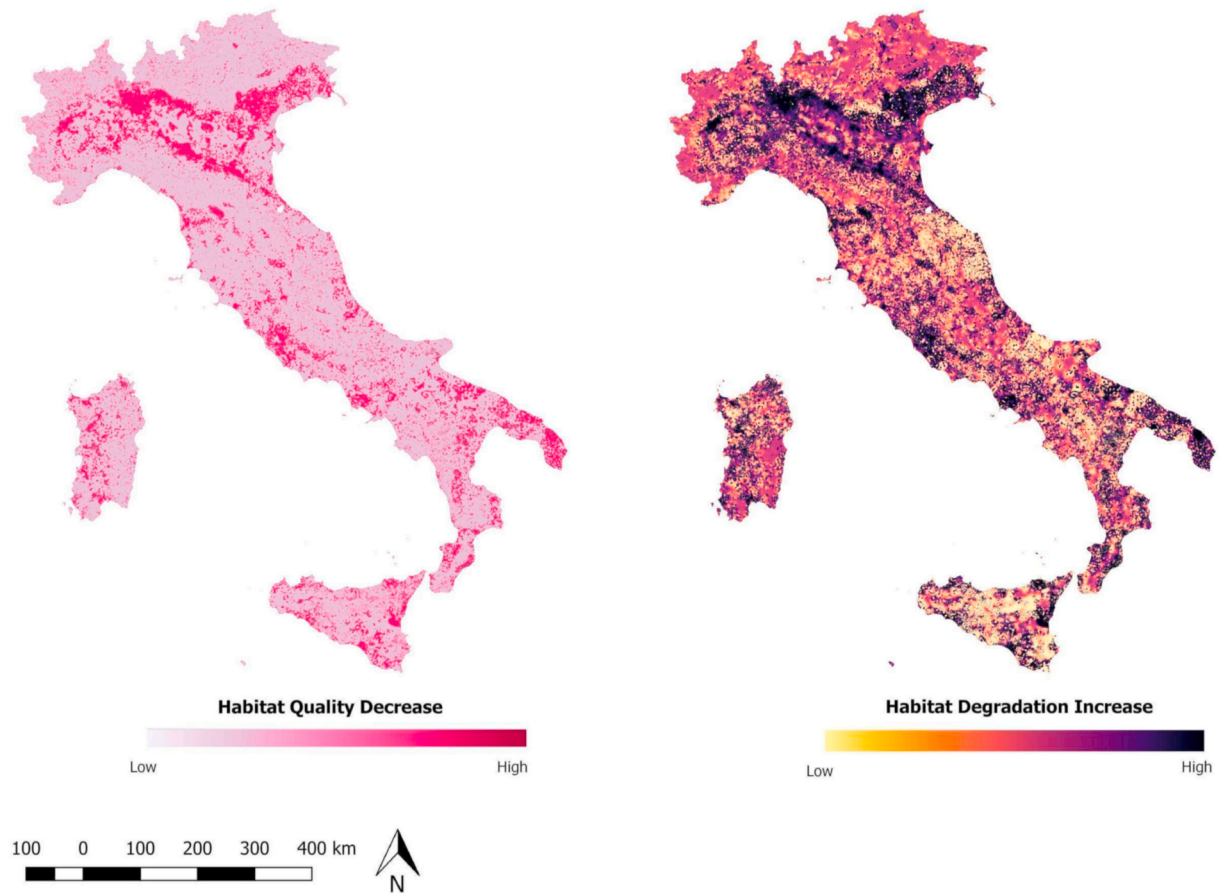 Habitat Quality Decrease
Low High
Habitat Degradation Increase
Low High
100 0 100 200 300 400 km
N